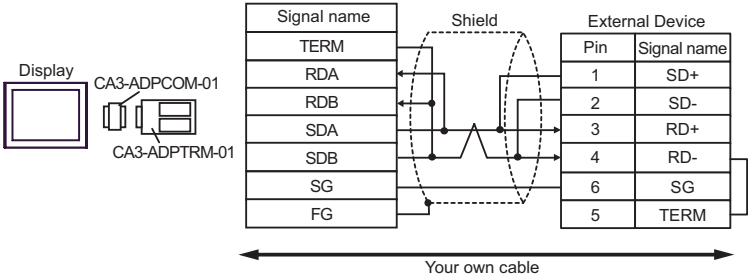 Display
CA3-ADPCOM-01
CA3-ADPTRM-01
Signal name
TERM
RDA
RDB
SDA
SDB
SG
FG
Shield
External Device
Pin Signal name
1 SD+
2 SD-
3 RD+
4 RD-
6 SG
5 TERM
Your own cable